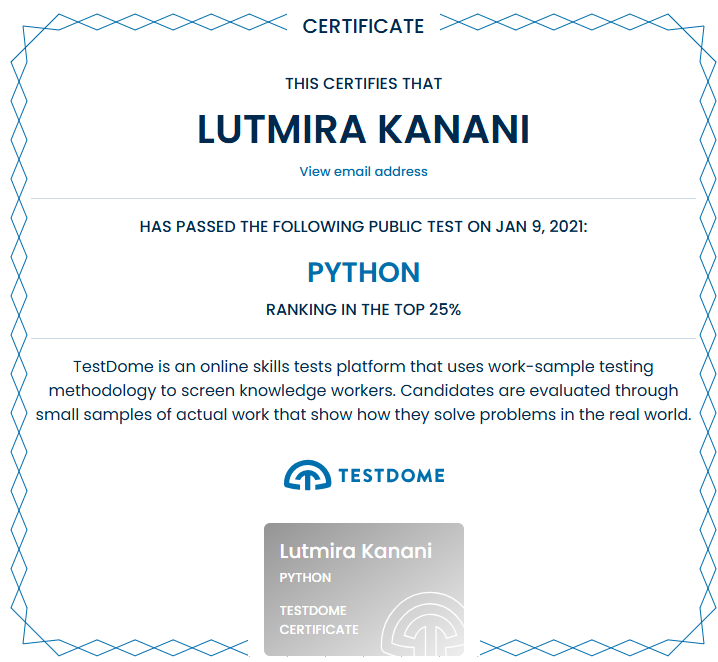 CERTIFICATE
THIS CERTIFIES THAT
LUTMIRA KANANI
View email address
HAS PASSED THE FOLLOWING PUBLIC TEST ON JAN 9, 2021:
PYTHON
RANKING IN THE TOP 25%
TestDome is an online skills tests platform that uses work-sample testing
methodology to screen knowledge workers. Candidates are evaluated through
small samples of actual work that show how they solve problems in the real world.
TESTDOME
Lutmira Kanani
PYTHON
TESTDOME
CERTIFICATE